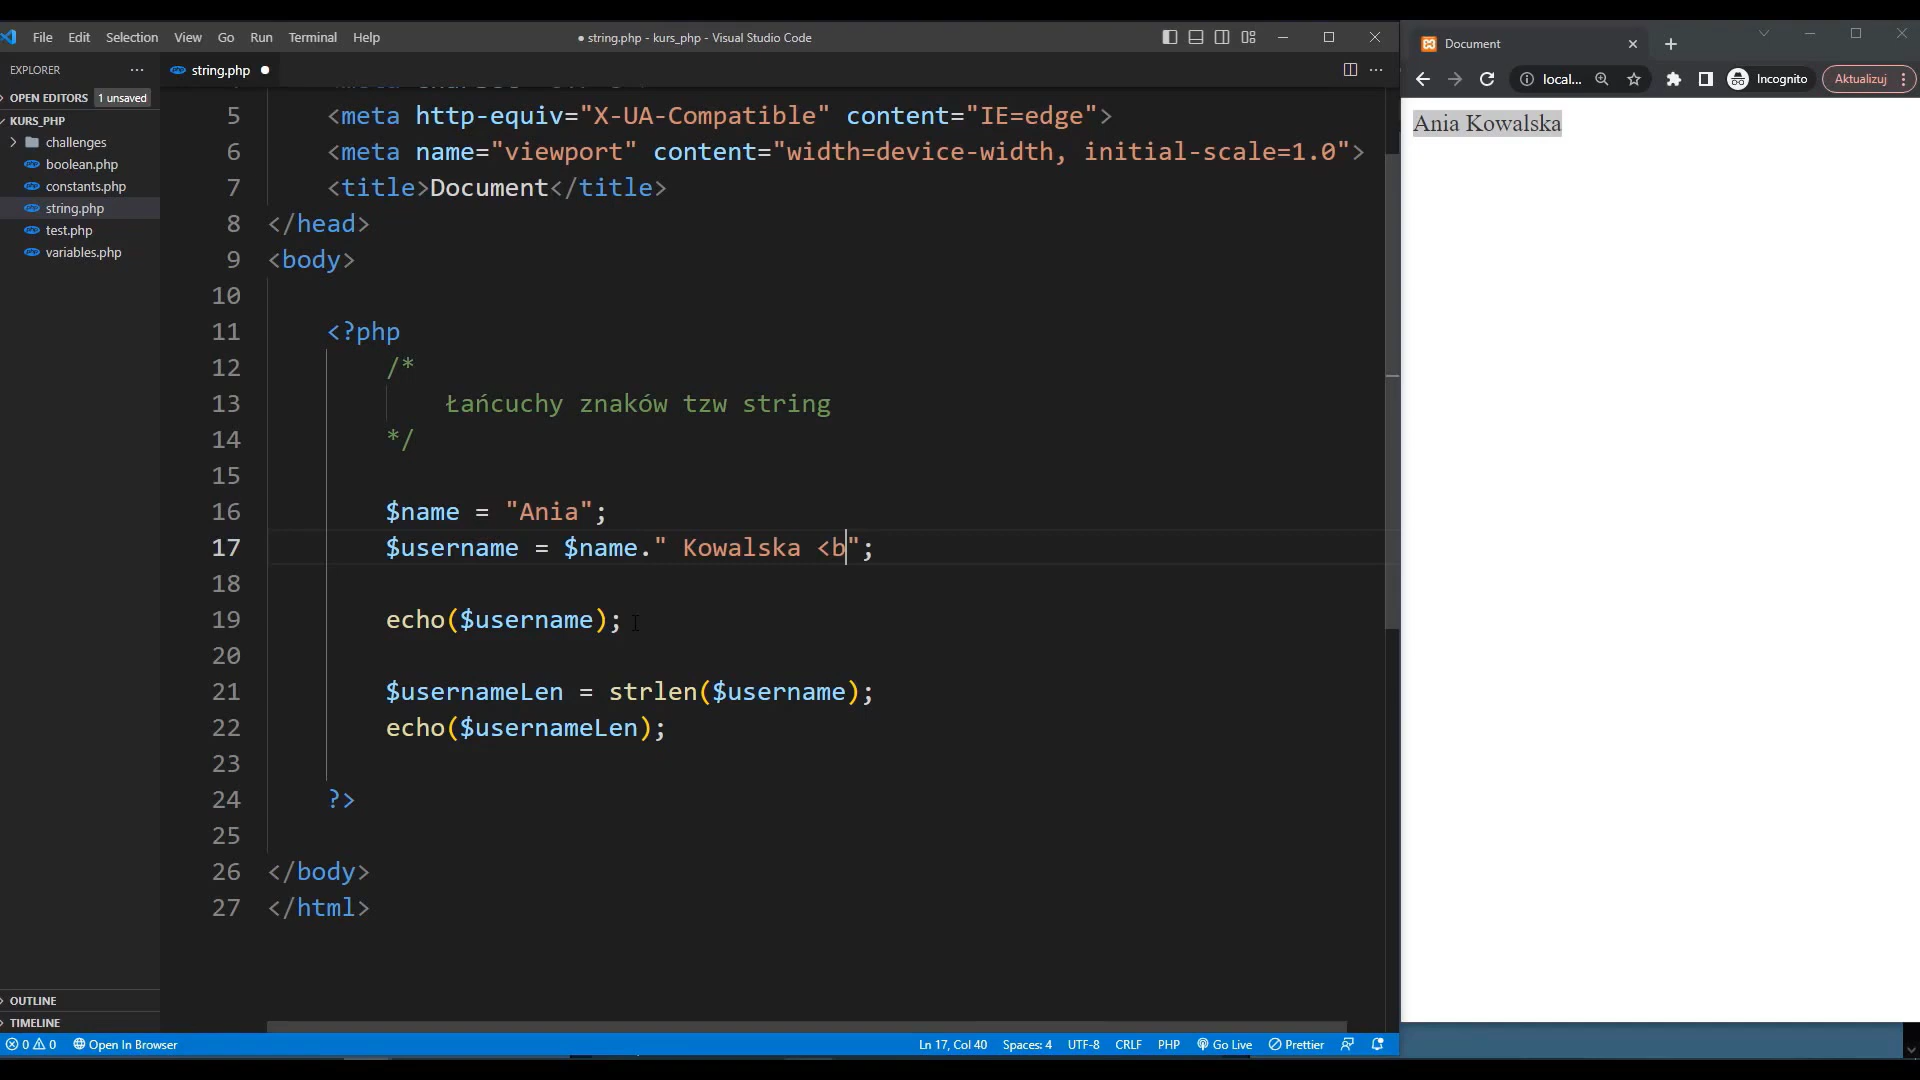 File Edit Selection View Go Run Terminal Help
● string.php - kurs_php - Visual Studio Code
EXPLORER
OPEN EDITORS 1 unsaved
KURS_PHP
challenges
boolean.php
constants.php
string.php
test.php
variables.php
OUTLINE
TIMELINE
string.php
5 <meta http-equiv="X-UA-Compatible" content="IE=edge">
6 <meta name="viewport" content="width=device-width, initial-scale=1.0">
7 <title>Document</title>
8 </head>
9 <body>
10
11 <?php
12 /*
13 Łańcuchy znaków tzw string
14 */
15
16 $name = "Ania";
17 $username = $name." Kowalska <b";
18
19 echo($username);
20
21 $usernameLen = strlen($username);
22 echo($usernameLen);
23
24 ?>
25
26 </body>
27 </html>
0 0 Open In Browser
Ln 17, Col 40 Spaces: 4 UTF-8 CRLF PHP Go Live Prettier
Document
local... Incognito Aktualizuj
Ania Kowalska